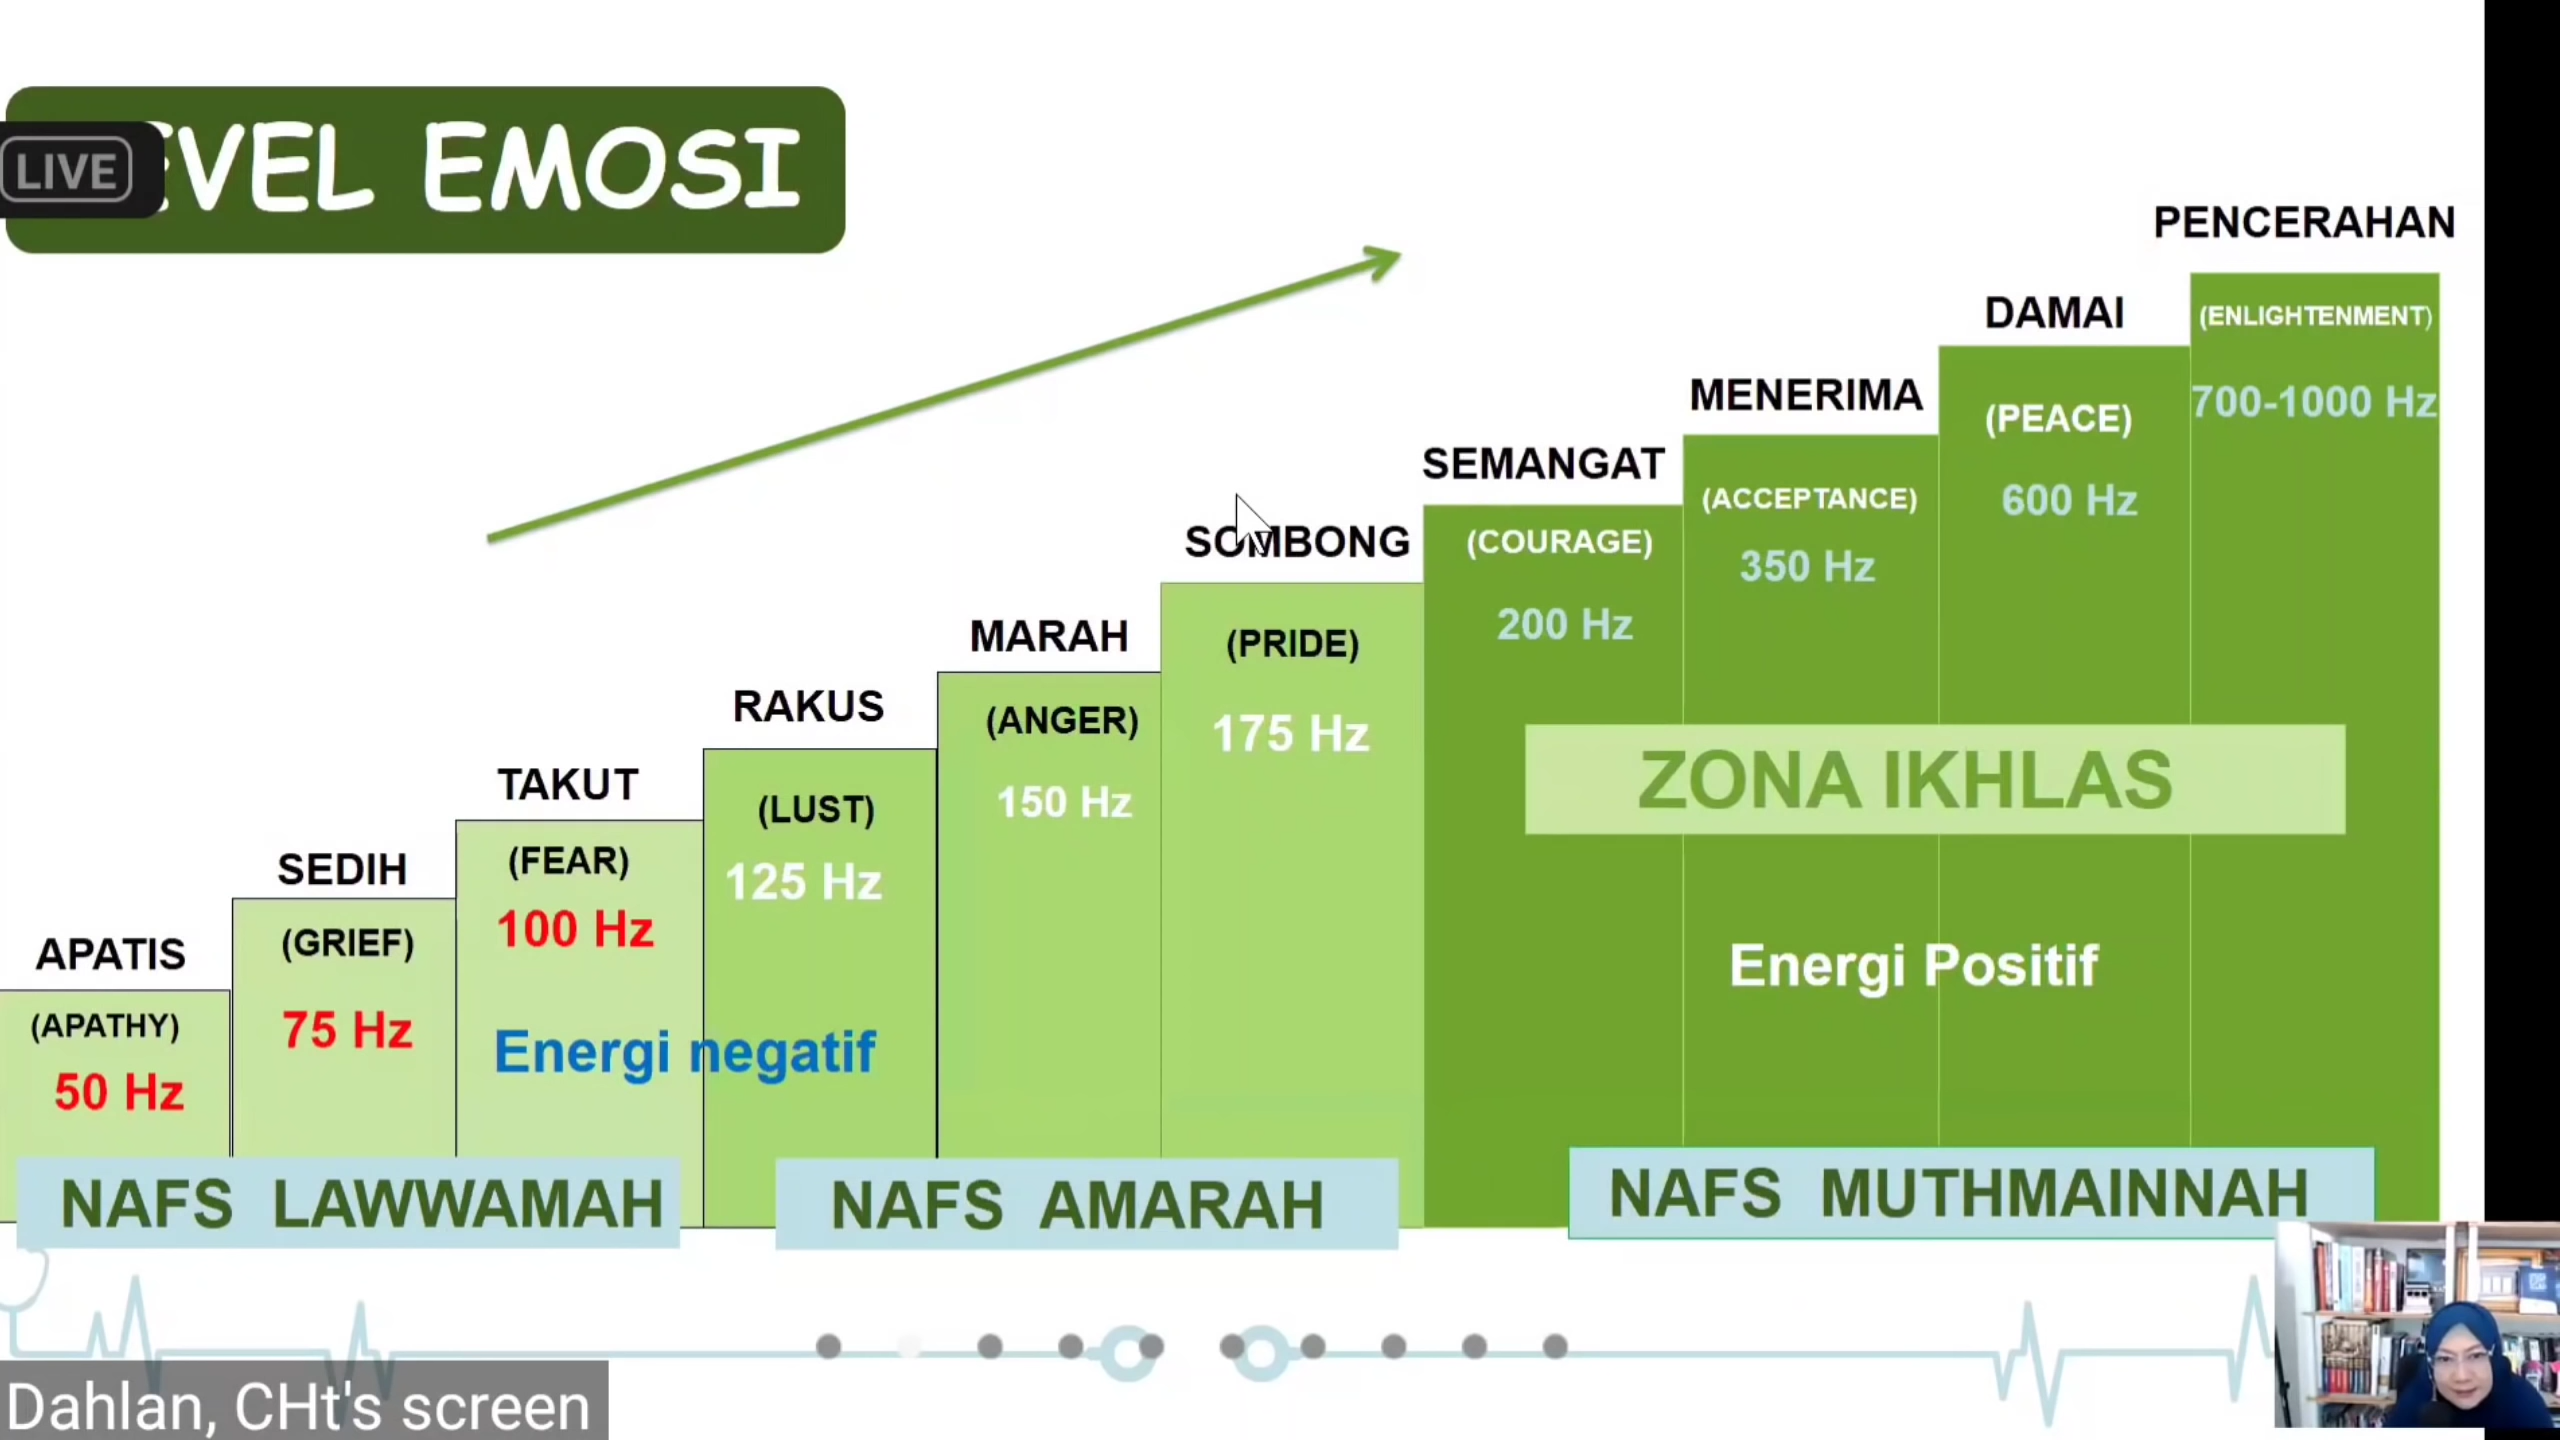 LIVE
EVEL EMOSI
PENCERAHAN
(ENLIGHTENMENT)
700-1000 Hz
DAMAI
(PEACE)
600 Hz
MENERIMA
(ACCEPTANCE)
350 Hz
SEMANGAT
(COURAGE)
200 Hz
SOMBONG
(PRIDE)
175 Hz
MARAH
(ANGER)
150 Hz
RAKUS
(LUST)
125 Hz
TAKUT
(FEAR)
100 Hz
SEDIH
(GRIEF)
75 Hz
APATIS
(APATHY)
50 Hz
ZONA IKHLAS
Energi Positif
Energi negatif
NAFS LAWWAMAH
NAFS AMARAH
NAFS MUTHMAINNAH
Dahlan, CHt's screen